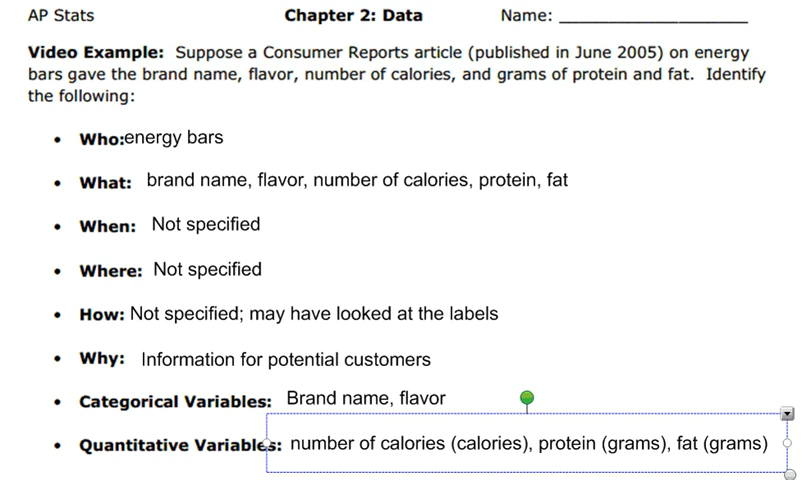 AP Stats Chapter 2: Data Name: ____________________
Video Example: Suppose a Consumer Reports article (published in June 2005) on energy
bars gave the brand name, flavor, number of calories, and grams of protein and fat. Identify
the following:
• Who:energy bars
• What: brand name, flavor, number of calories, protein, fat
• When: Not specified
• Where: Not specified
• How: Not specified; may have looked at the labels
• Why: Information for potential customers
• Categorical Variables: Brand name, flavor
• Quantitative Variables: number of calories (calories), protein (grams), fat (grams)